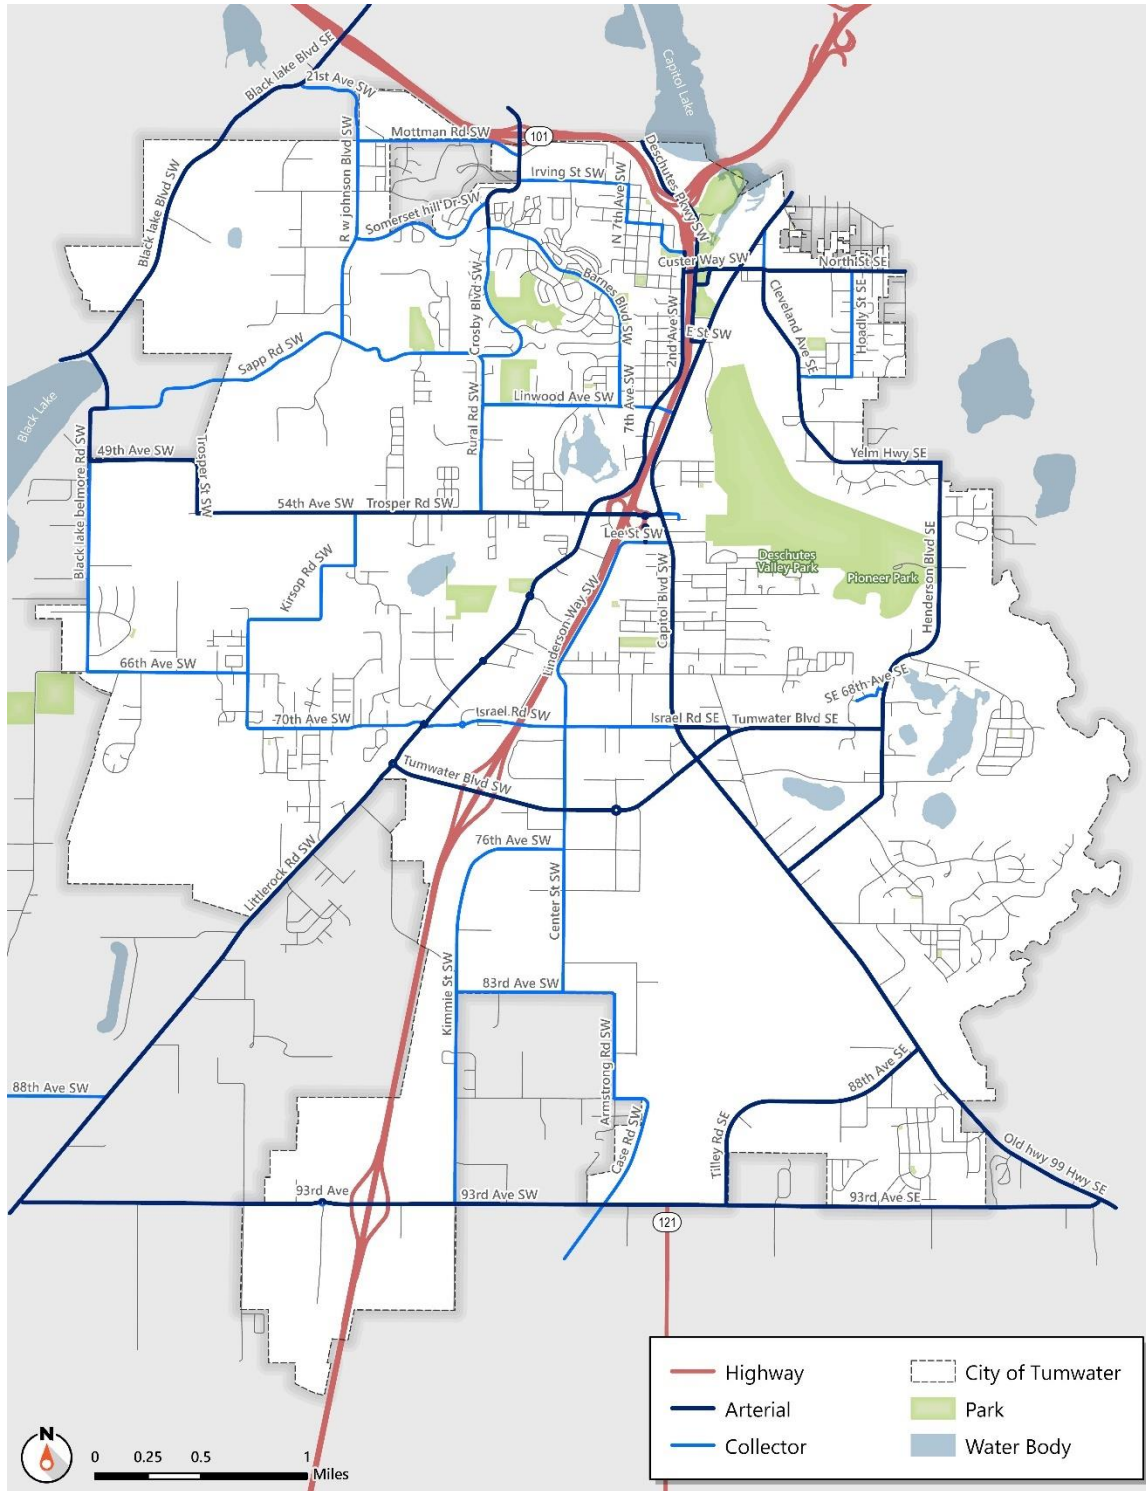 Black lake Blvd SE
21st Ave SW
Capitol Lake
Mottman Rd SW
101
Deschutes Pkwy SW
R w johnson Blvd SW
Irving St SW
N 7th Ave SW
Black lake Blvd SW
Somerset hill Dr SW
Custer Way SW
North St SE
Barnes Blvd SW
Crosby Blvd SW
Cleveland Ave SE
Hoadly St SE
2nd Ave SW
E St SW
Sapp Rd SW
Black Lake
Linwood Ave SW
7th Ave SW
Rural Rd SW
49th Ave SW
Trosper St SW
Yelm Hwy SE
Black lake belmore Rd SW
54th Ave SW
Trosper Rd SW
Lee St SW
Deschutes
Valley Park
Pioneer Park
Henderson Blvd SE
Kirsop Rd SW
Linderson Way SW
Capitol Blvd SW
66th Ave SW
SE 68th Ave SE
70th Ave SW
Israel Rd SW
Israel Rd SE
Tumwater Blvd SE
Tumwater Blvd SW
76th Ave SW
Littlerock Rd SW
Center St SW
Kimmie St SW
83rd Ave SW
Armstrong Rd SW
88th Ave SW
88th Ave SE
Case Rd SW
Tilley Rd SE
Old hwy 99 Hwy SE
93rd Ave
93rd Ave SW
93rd Ave SE
121
Highway
City of Tumwater
Arterial
Park
Collector
Water Body
N
0 0.25 0.5 1
Miles